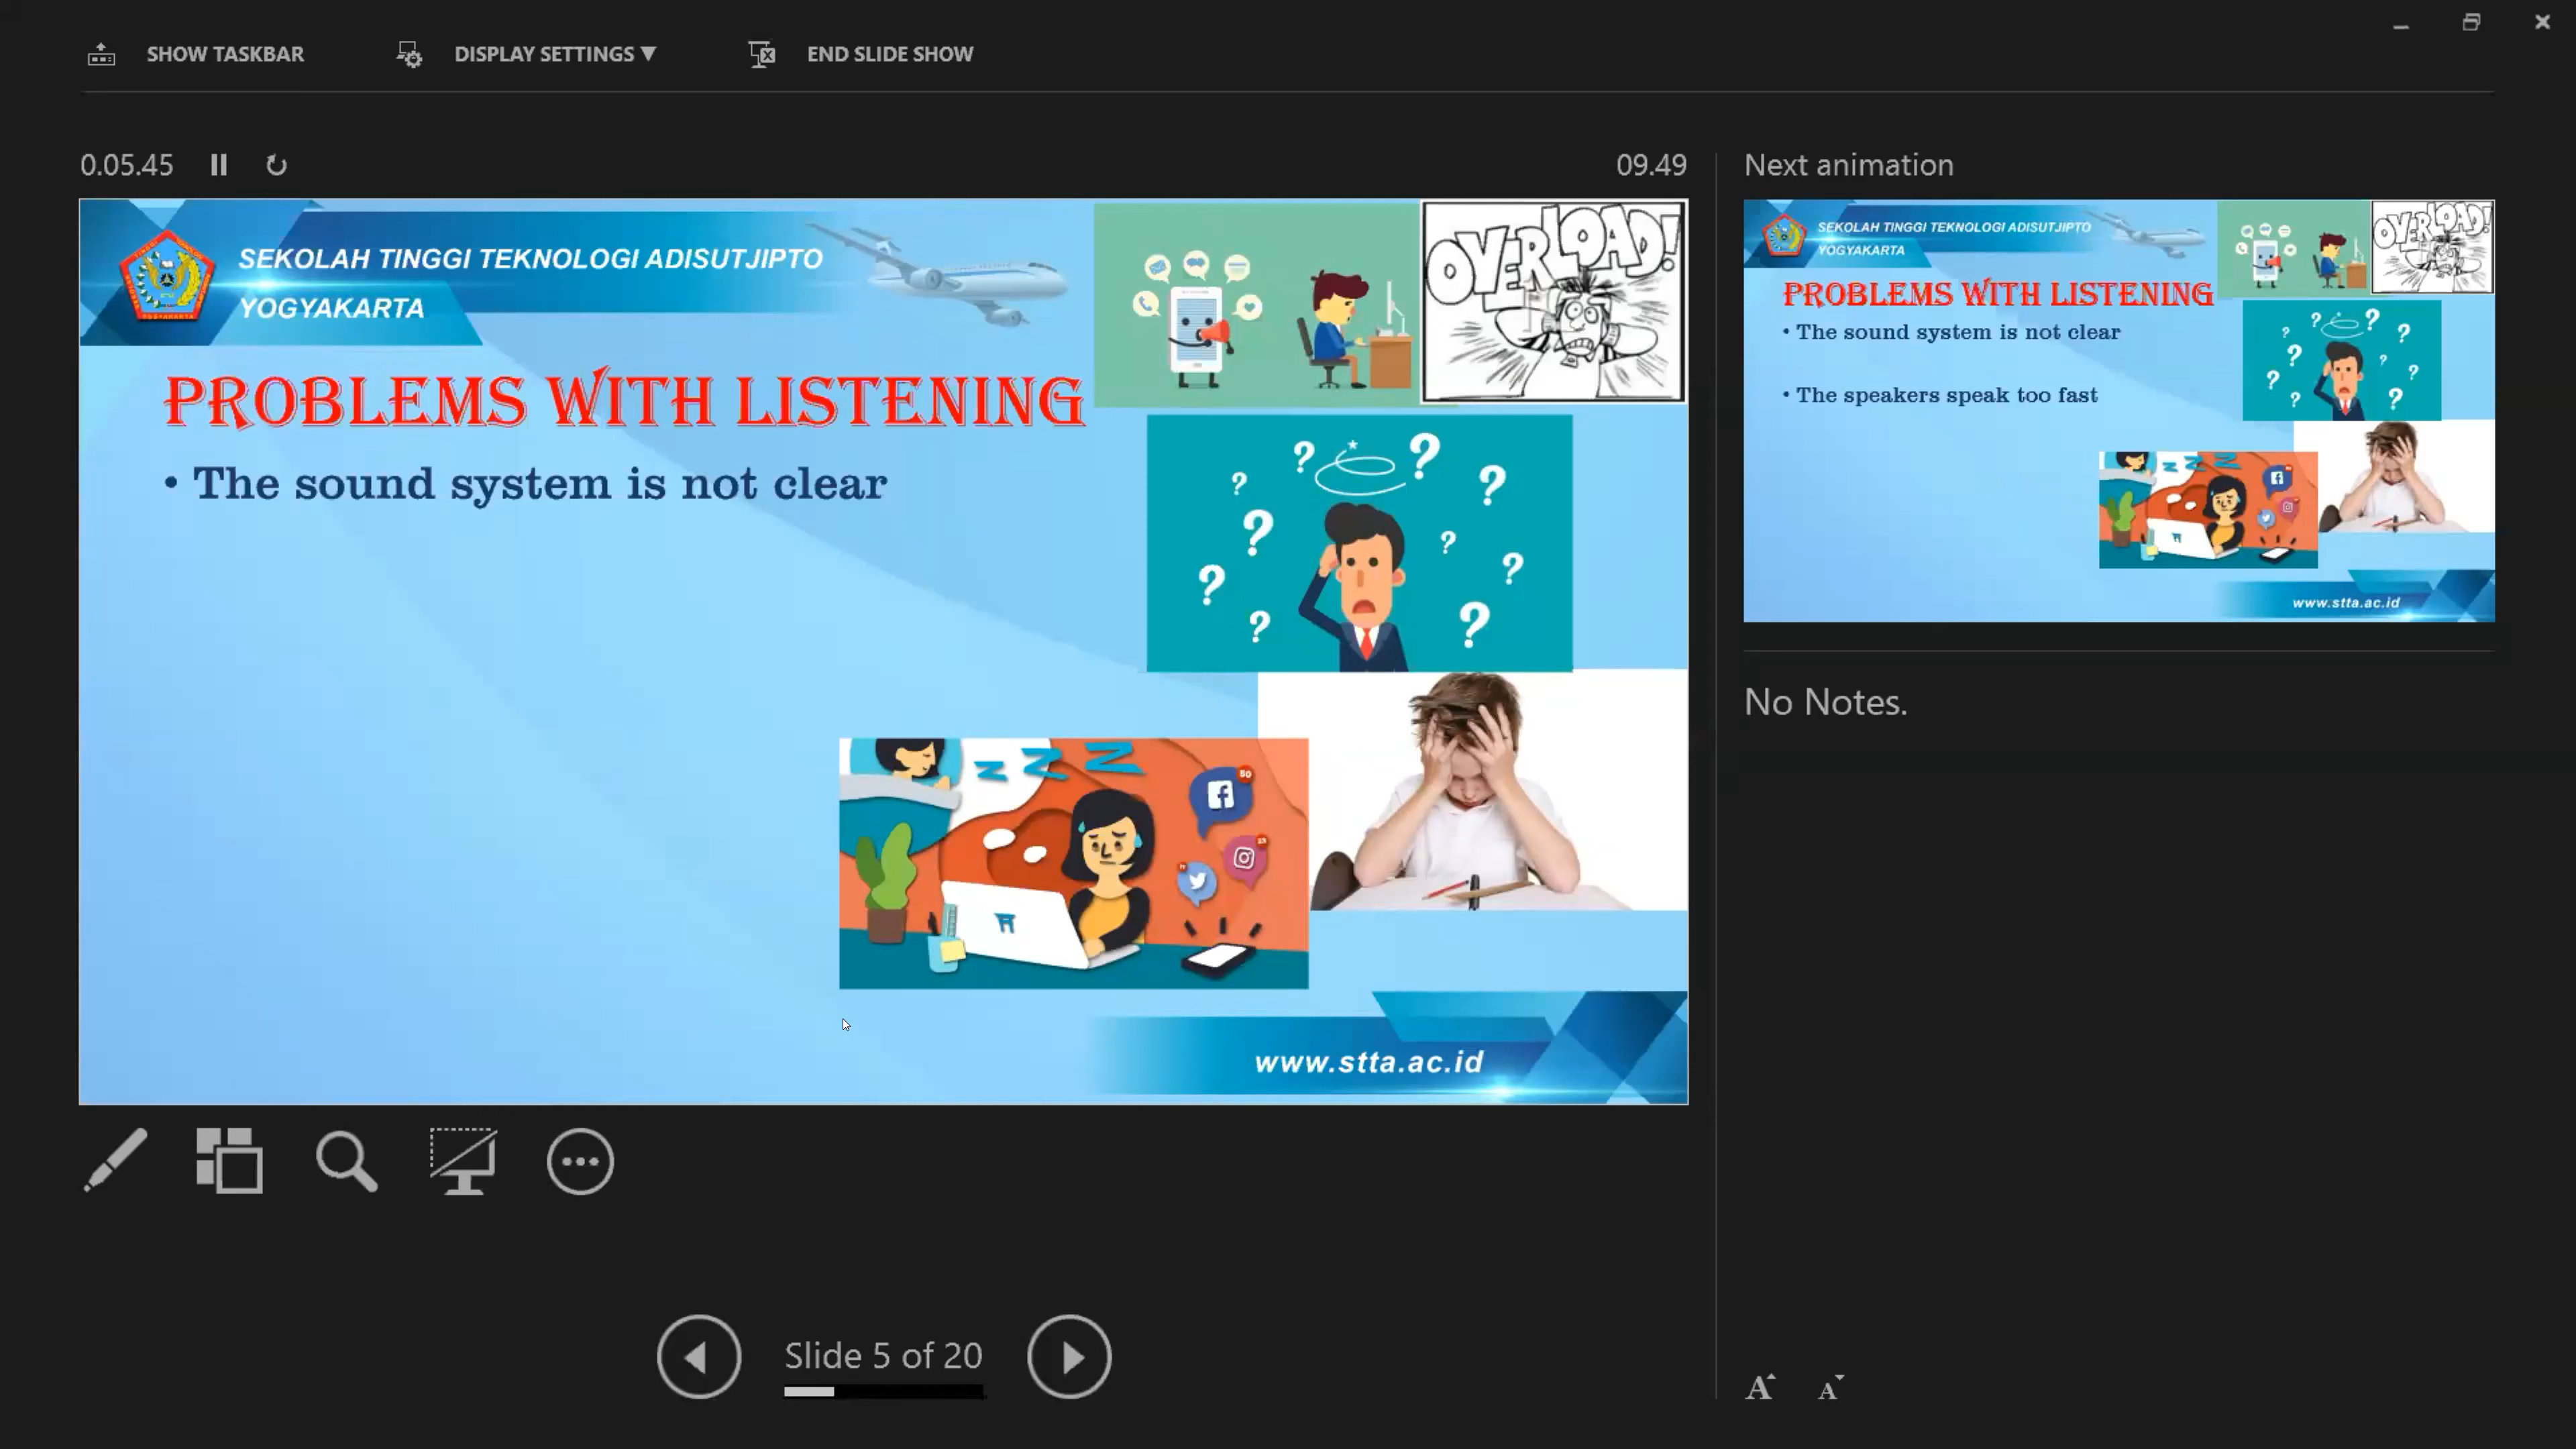 SHOW TASKBAR
DISPLAY SETTINGS ▼
END SLIDE SHOW
0.05.45
09.49
SEKOLAH TINGGI TEKNOLOGI ADISUTJIPTO
YOGYAKARTA
OVERLOAD!
PROBLEMS WITH LISTENING
• The sound system is not clear
? ? ? ? ? ? ? ? ? ?
z z z
www.stta.ac.id
Slide 5 of 20
Next animation
SEKOLAH TINGGI TEKNOLOGI ADISUTJIPTO
YOGYAKARTA
OVERLOAD!
PROBLEMS WITH LISTENING
• The sound system is not clear
• The speakers speak too fast
z z z
www.stta.ac.id
No Notes.
A A